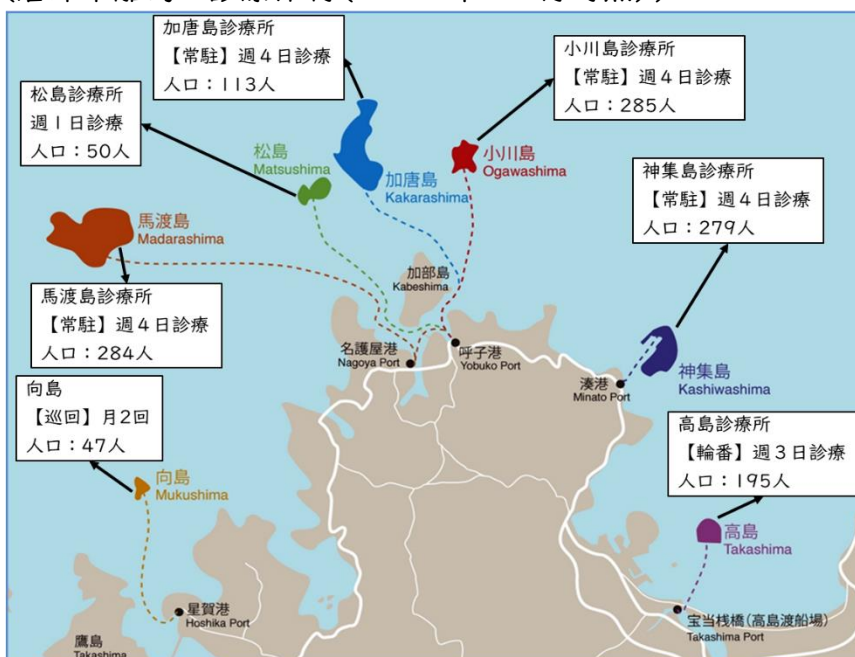 加唐島診療所
【常駐】週4日診療
人口：113人
小川島診療所
【常駐】週4日診療
人口：285人
松島診療所
週1日診療
人口：50人
神集島診療所
【常駐】週4日診療
人口：279人
松島
Matsushima
加唐島
Kakarashima
小川島
Ogawashima
馬渡島
Madarashima
加部島
Kabeshima
馬渡島診療所
【常駐】週4日診療
人口：284人
名護屋港
Nagoya Port
呼子港
Yobuko Port
湊港
Minato Port
神集島
Kashiwashima
向島
【巡回】月2回
人口：47人
高島診療所
【輪番】週3日診療
人口：195人
向島
Mukushima
高島
Takashima
星賀港
Hoshika Port
宝当桟橋(高島渡船場)
Takashima Port
鷹島
Takashima